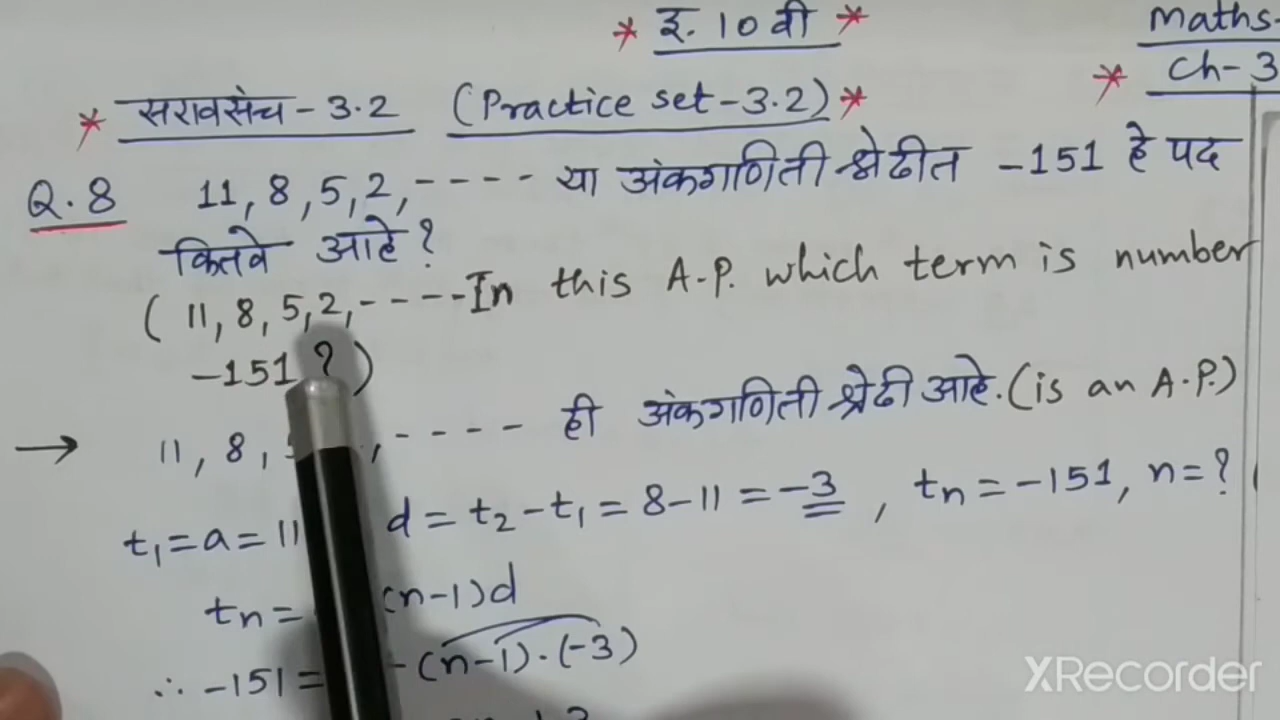 * इ. 10 वी *
Maths-
* सरावसंच - 3.2 (Practice set - 3.2) *
* Ch - 3
Q.8 11, 8, 5, 2, ---- या अंकगणिती श्रेढीत -151 हे पद
कितवे आहे?
( 11, 8, 5, 2, ---- In this A.P. which term is number
-151 ? )
→ 11, 8, , ---- ही अंकगणिती श्रेढी आहे. (is an A.P.)
t₁ = a = 11 d = t₂ - t₁ = 8 - 11 = -3 , tn = -151, n = ?
tn = (n-1)d
∴ -151 = (n-1) . (-3)
XRecorder